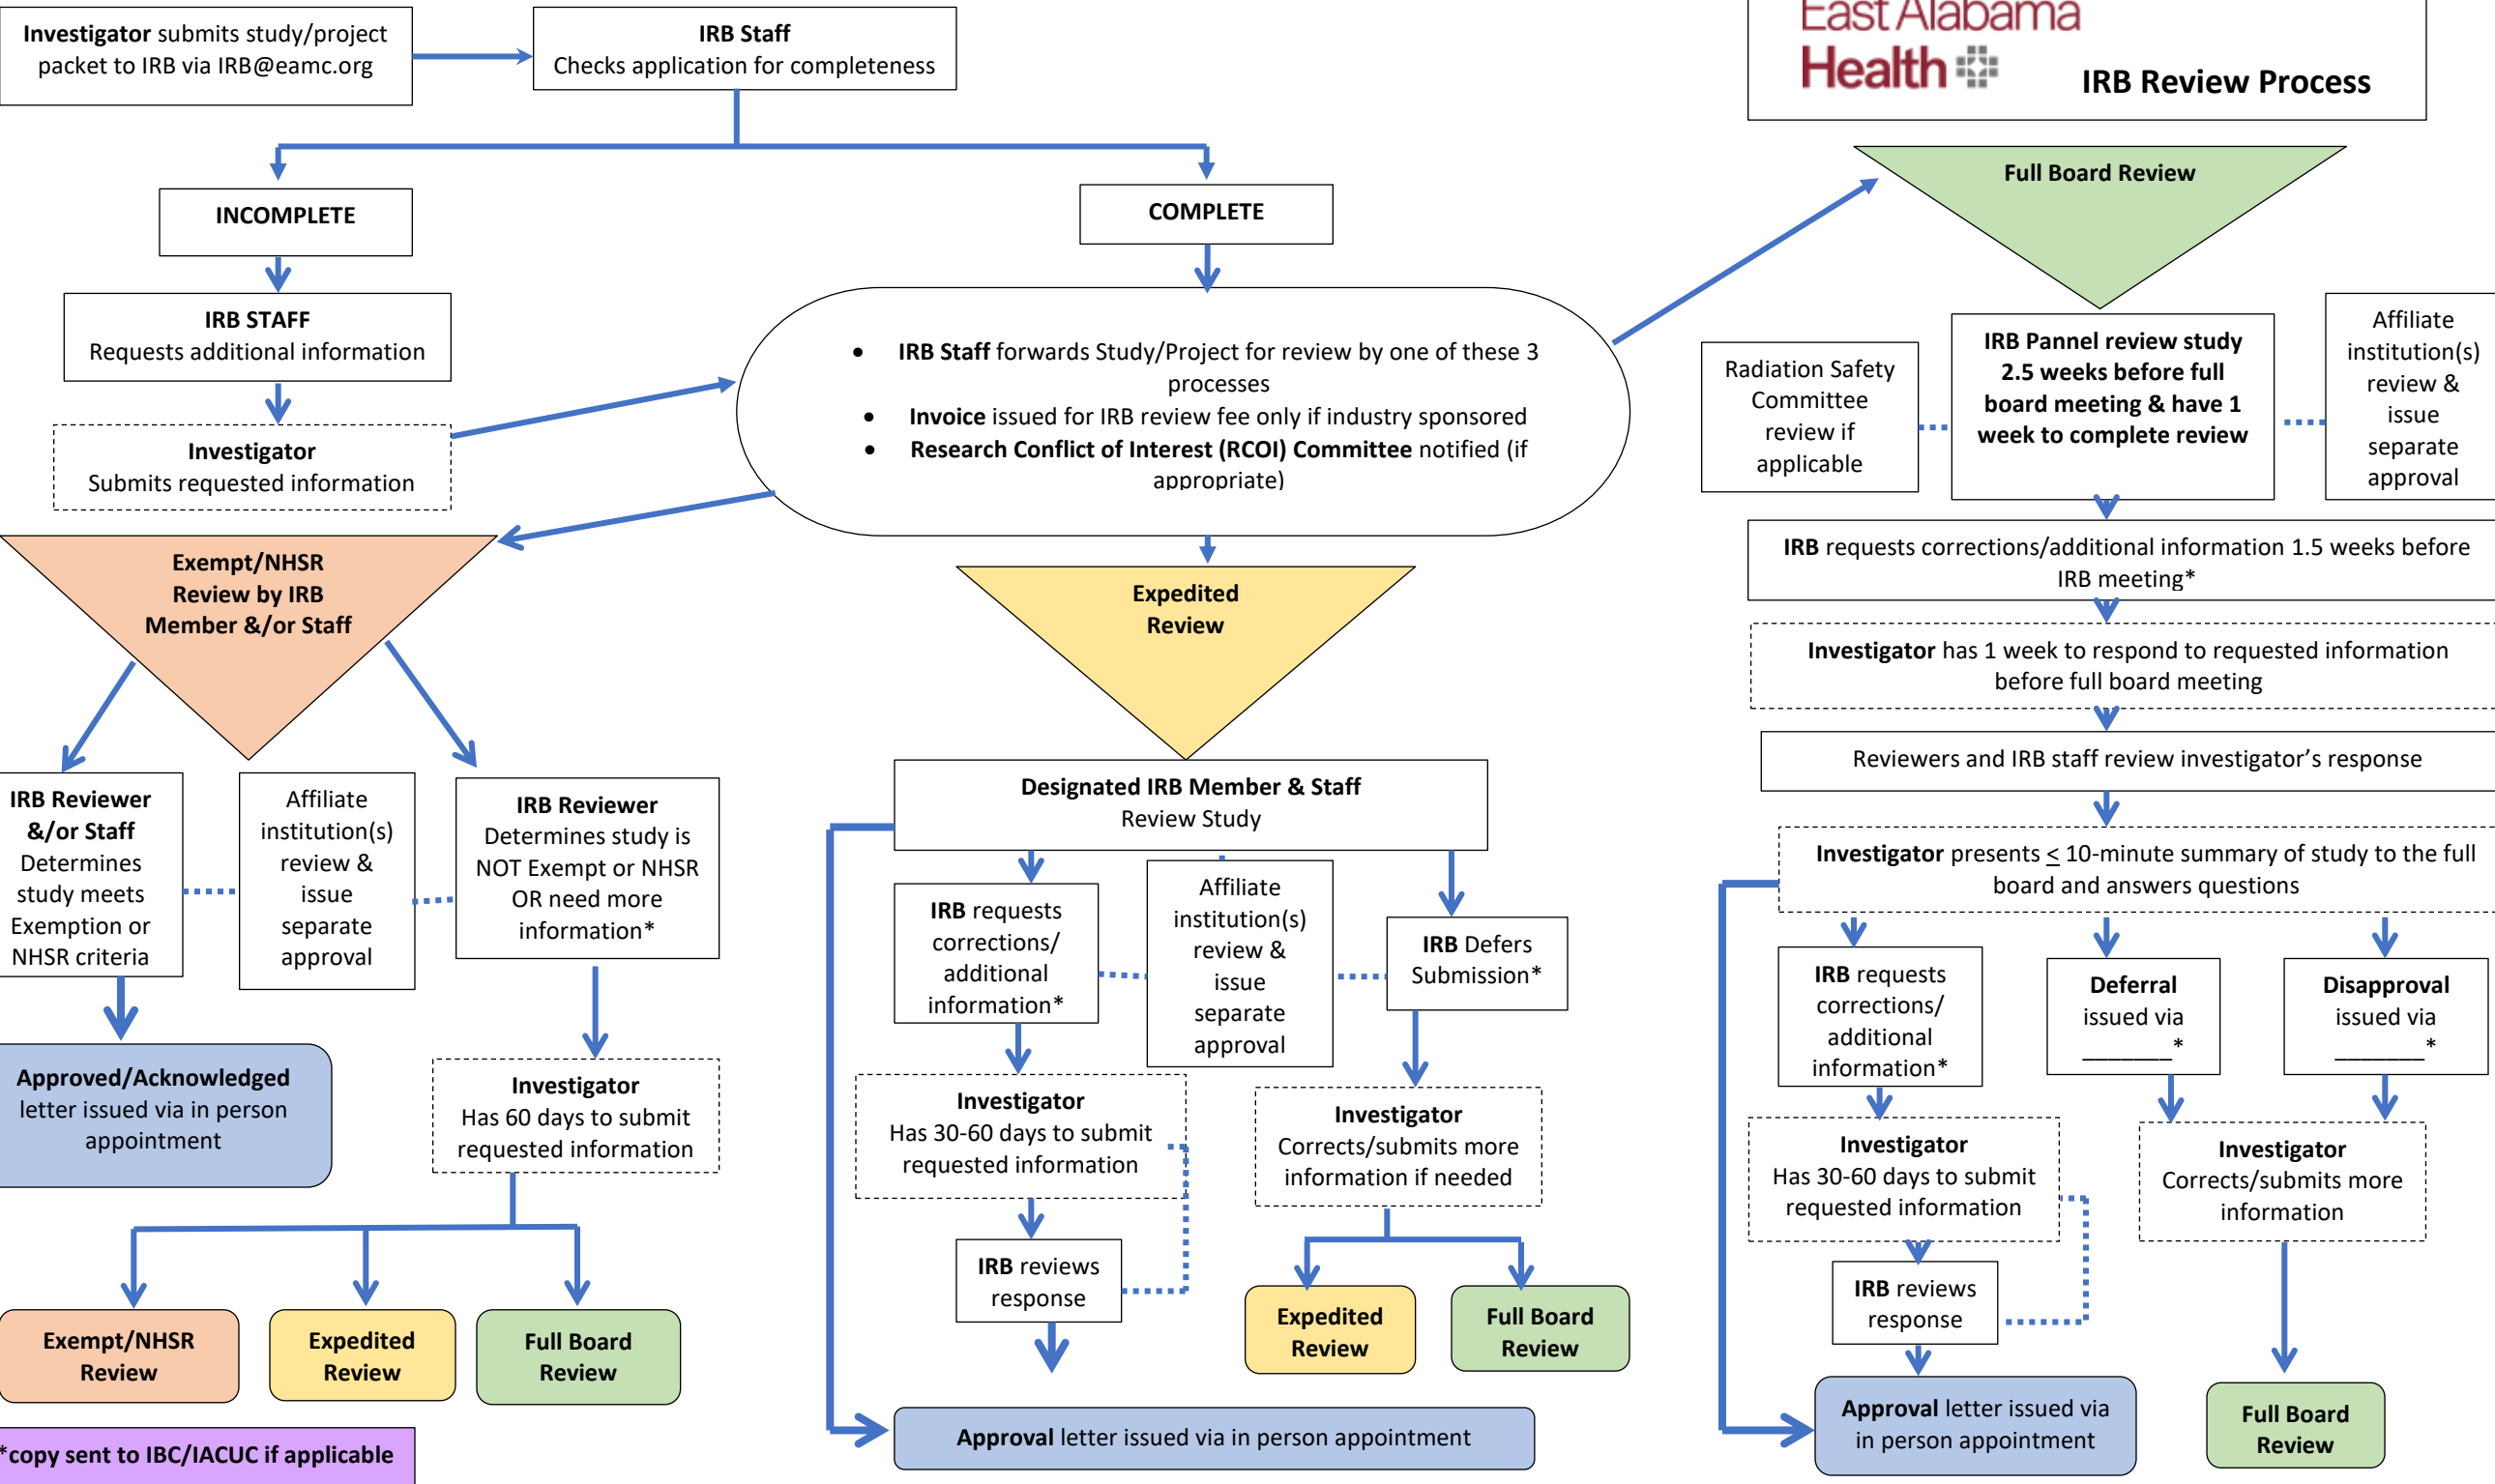 Investigator submits study/project
packet to IRB via IRB@eamc.org
IRB Staff
Checks application for completeness
East Alabama
Health
IRB Review Process
INCOMPLETE
COMPLETE
Full Board Review
IRB STAFF
Requests additional information
Investigator
Submits requested information
• IRB Staff forwards Study/Project for review by one of these 3
processes
• Invoice issued for IRB review fee only if industry sponsored
• Research Conflict of Interest (RCOI) Committee notified (if
appropriate)
Radiation Safety
Committee
review if
applicable
IRB Pannel review study
2.5 weeks before full
board meeting & have 1
week to complete review
Affiliate
institution(s)
review &
issue
separate
approval
IRB requests corrections/additional information 1.5 weeks before
IRB meeting*
Investigator has 1 week to respond to requested information
before full board meeting
Reviewers and IRB staff review investigator’s response
Investigator presents < 10-minute summary of study to the full
board and answers questions
Exempt/NHSR
Review by IRB
Member &/or Staff
Expedited
Review
IRB Reviewer
&/or Staff
Determines
study meets
Exemption or
NHSR criteria
Affiliate
institution(s)
review &
issue
separate
approval
IRB Reviewer
Determines study is
NOT Exempt or NHSR
OR need more
information*
Approved/Acknowledged
letter issued via in person
appointment
Investigator
Has 60 days to submit
requested information
Exempt/NHSR
Review
Expedited
Review
Full Board
Review
*copy sent to IBC/IACUC if applicable
Designated IRB Member & Staff
Review Study
IRB requests
corrections/
additional
information*
Affiliate
institution(s)
review &
issue
separate
approval
IRB Defers
Submission*
Investigator
Has 30-60 days to submit
requested information
Investigator
Corrects/submits more
information if needed
IRB reviews
response
Expedited
Review
Full Board
Review
Approval letter issued via in person appointment
IRB requests
corrections/
additional
information*
Deferral
issued via
_______*
Disapproval
issued via
_______*
Investigator
Has 30-60 days to submit
requested information
Investigator
Corrects/submits more
information
IRB reviews
response
Approval letter issued via
in person appointment
Full Board
Review